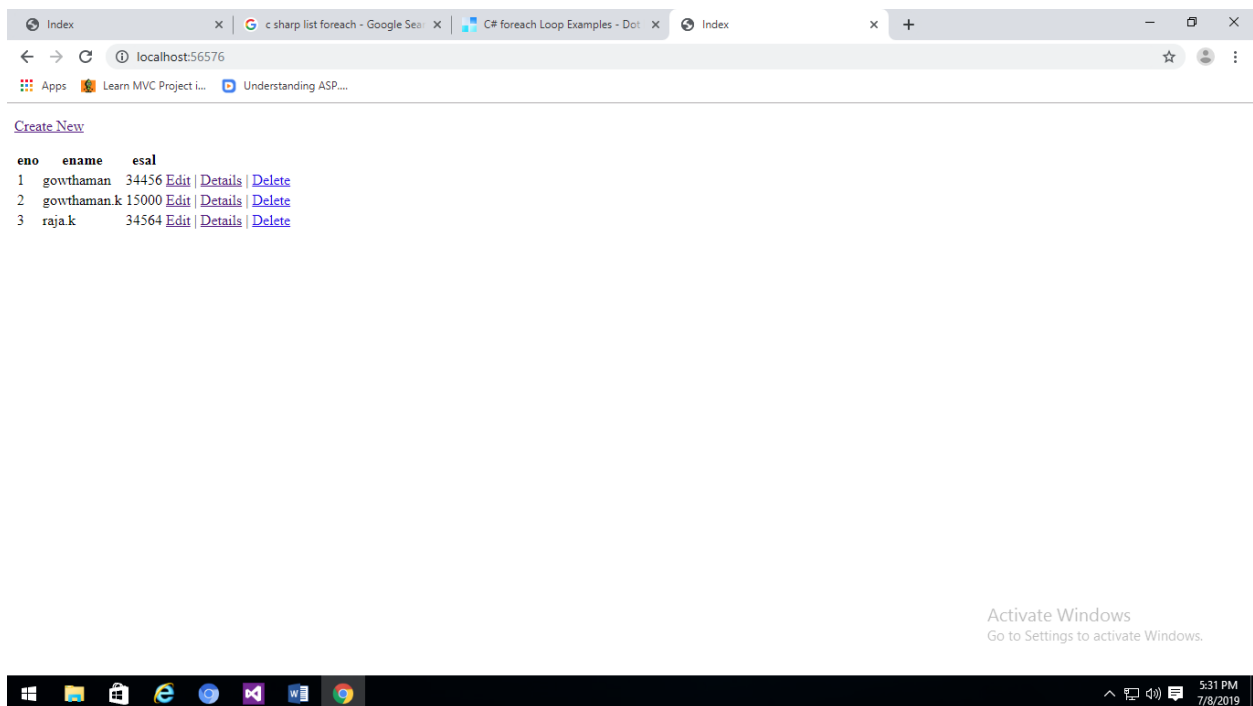 Index
c sharp list foreach - Google Sear
C# foreach Loop Examples - Dot
Index
localhost:56576
Apps Learn MVC Project i... Understanding ASP....
Create New
eno ename esal
1 gowthaman 34456 Edit | Details | Delete
2 gowthaman.k 15000 Edit | Details | Delete
3 raja.k 34564 Edit | Details | Delete
Activate Windows
Go to Settings to activate Windows.
5:31 PM
7/8/2019